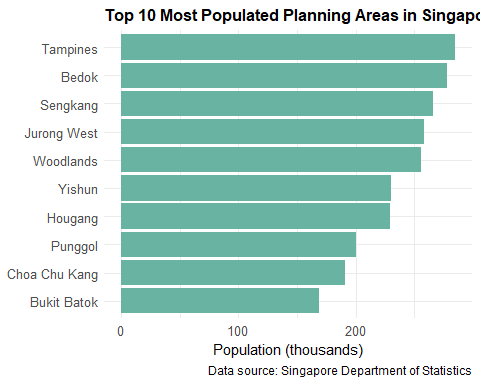 Top 10 Most Populated Planning Areas in Singapo
Tampines
Bedok
Sengkang
Jurong West
Woodlands
Yishun
Hougang
Punggol
Choa Chu Kang
Bukit Batok
0 100 200
Population (thousands)
Data source: Singapore Department of Statistics